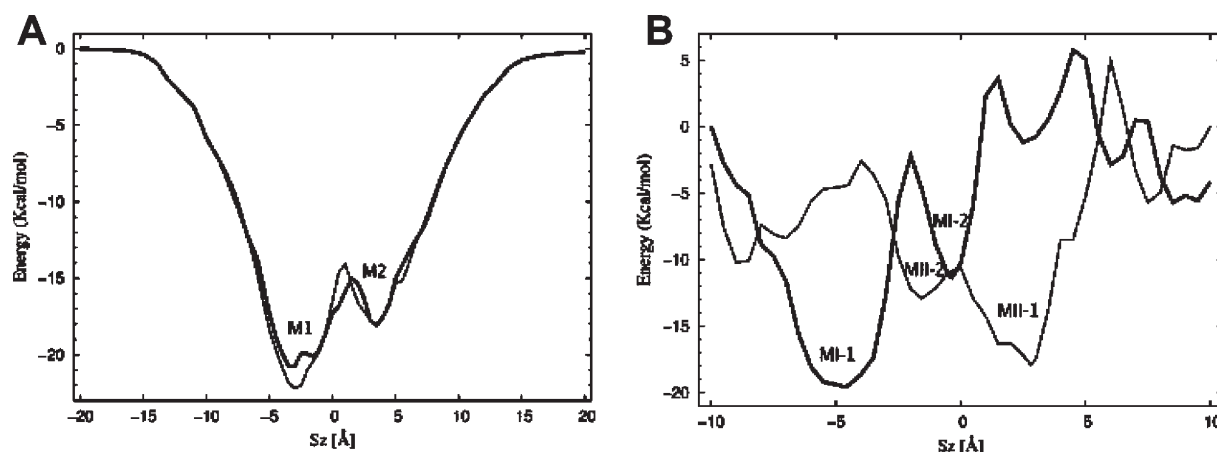 A
0
−5
−10
−15
−20
Energy (Kcal/mol)
M1
M2
−20 −15 −10 −5 0 5 10 15 20
Sz [Å]
B
5
0
−5
−10
−15
−20
Energy (Kcal/mol)
MI-2
MII-2
MII-1
MI-1
−10 −5 0 5 10
Sz [Å]